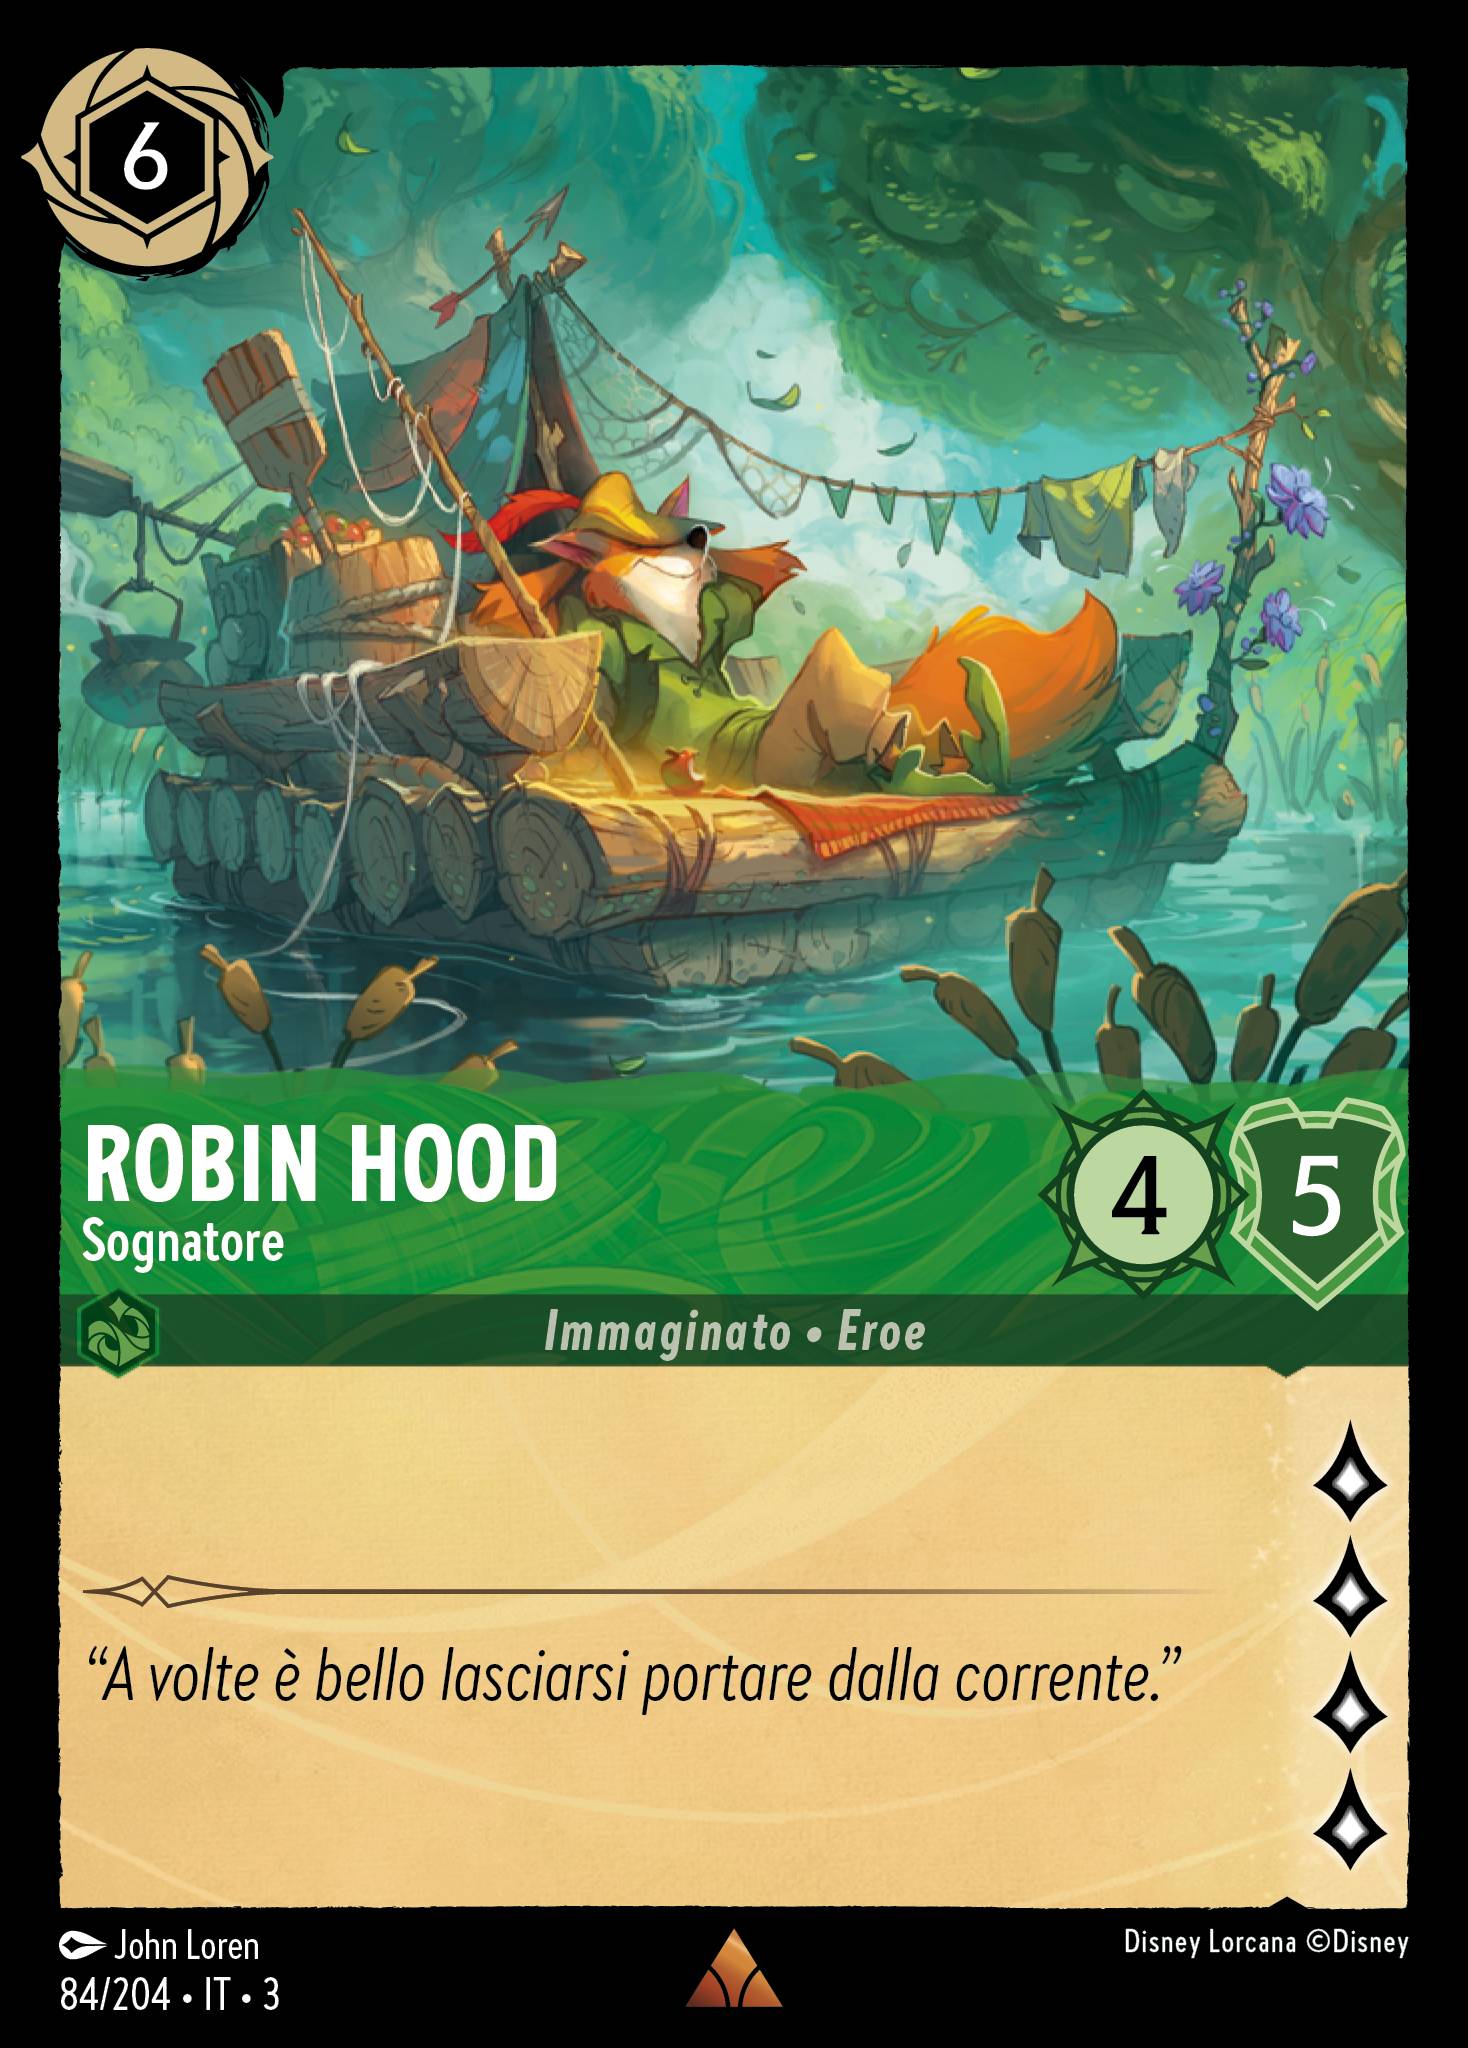 6
ROBIN HOOD
Sognatore
4
5
Immaginato • Eroe
“A volte è bello lasciarsi portare dalla corrente.”
John Loren
84/204 • IT • 3
Disney Lorcana ©Disney